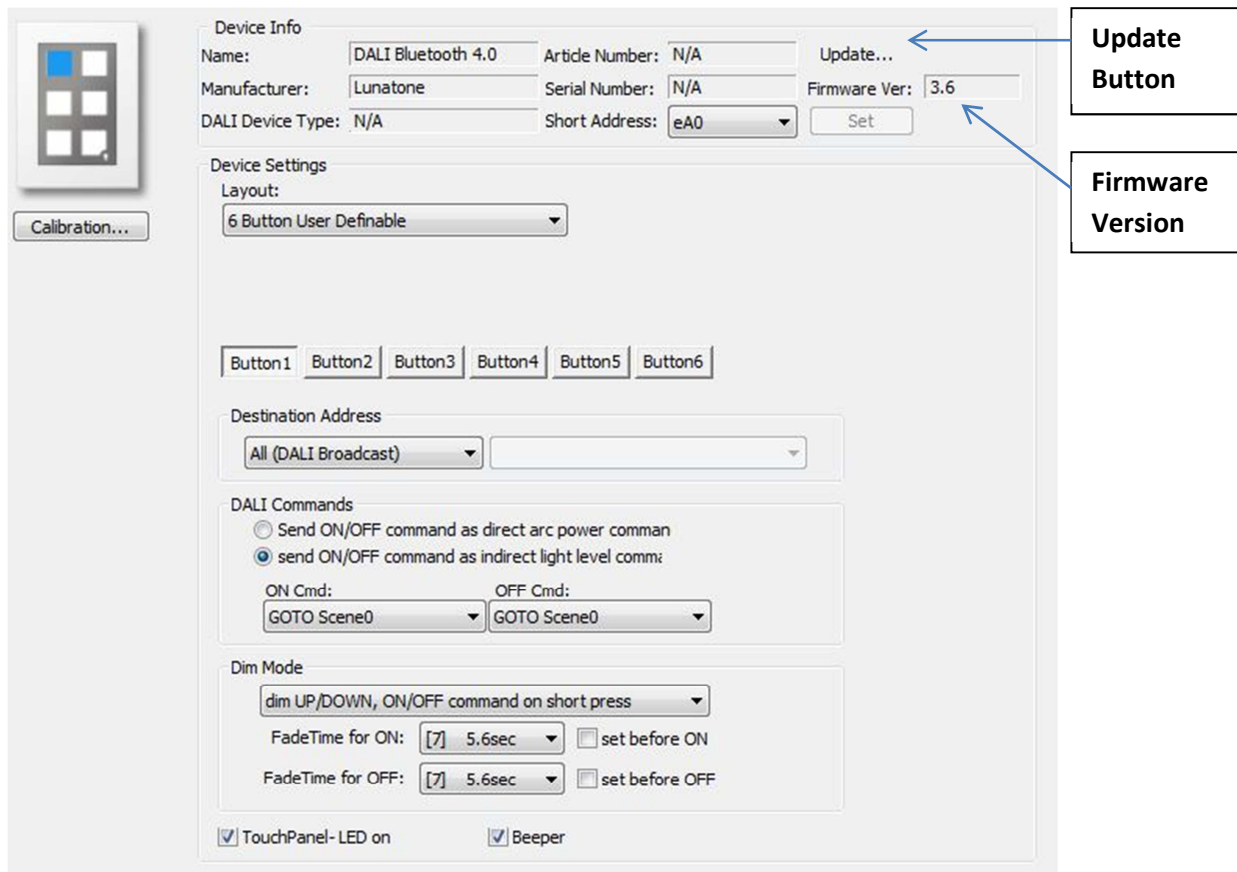 Device Info
Name: DALI Bluetooth 4.0 Article Number: N/A Update...
Manufacturer: Lunatone Serial Number: N/A Firmware Ver: 3.6
DALI Device Type: N/A Short Address: eA0 Set
Update
Button
Firmware
Version
Calibration...
Device Settings
Layout:
6 Button User Definable
Button1 Button2 Button3 Button4 Button5 Button6
Destination Address
All (DALI Broadcast)
DALI Commands
Send ON/OFF command as direct arc power comman
send ON/OFF command as indirect light level comma
ON Cmd: OFF Cmd:
GOTO Scene0 GOTO Scene0
Dim Mode
dim UP/DOWN, ON/OFF command on short press
FadeTime for ON: [7] 5.6sec set before ON
FadeTime for OFF: [7] 5.6sec set before OFF
TouchPanel-LED on Beeper